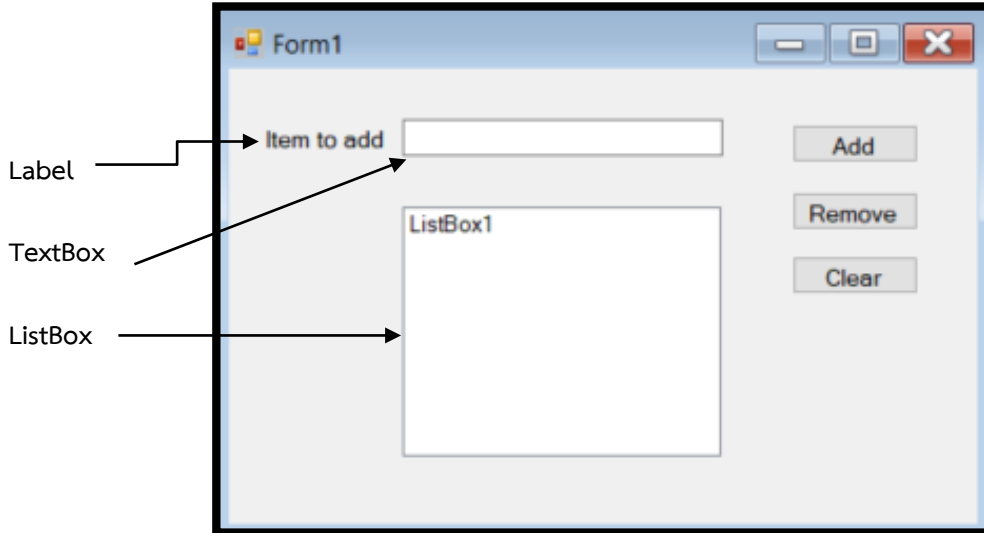 Form1
Label
Item to add
Add
TextBox
ListBox1
Remove
Clear
ListBox